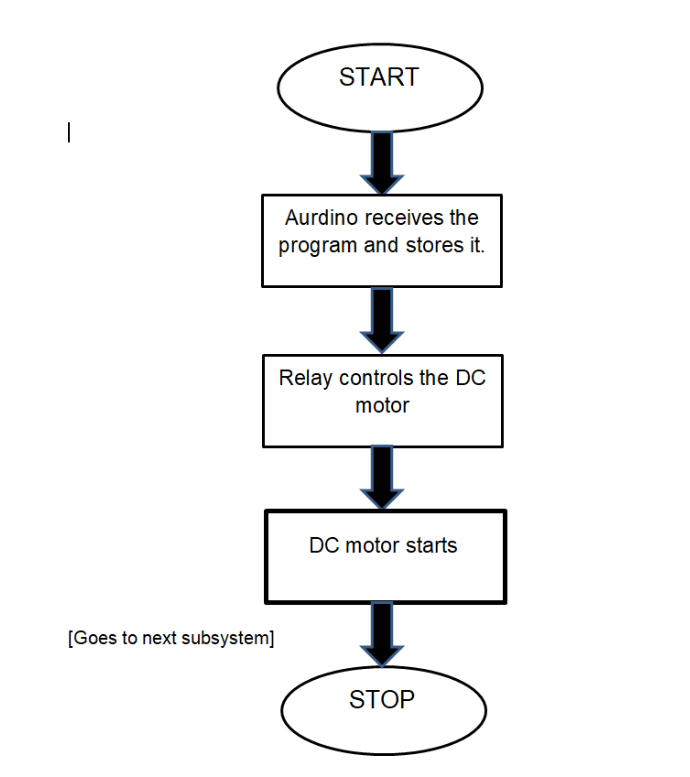 START
Aurdino receives the
program and stores it.
Relay controls the DC
motor
DC motor starts
[Goes to next subsystem]
STOP